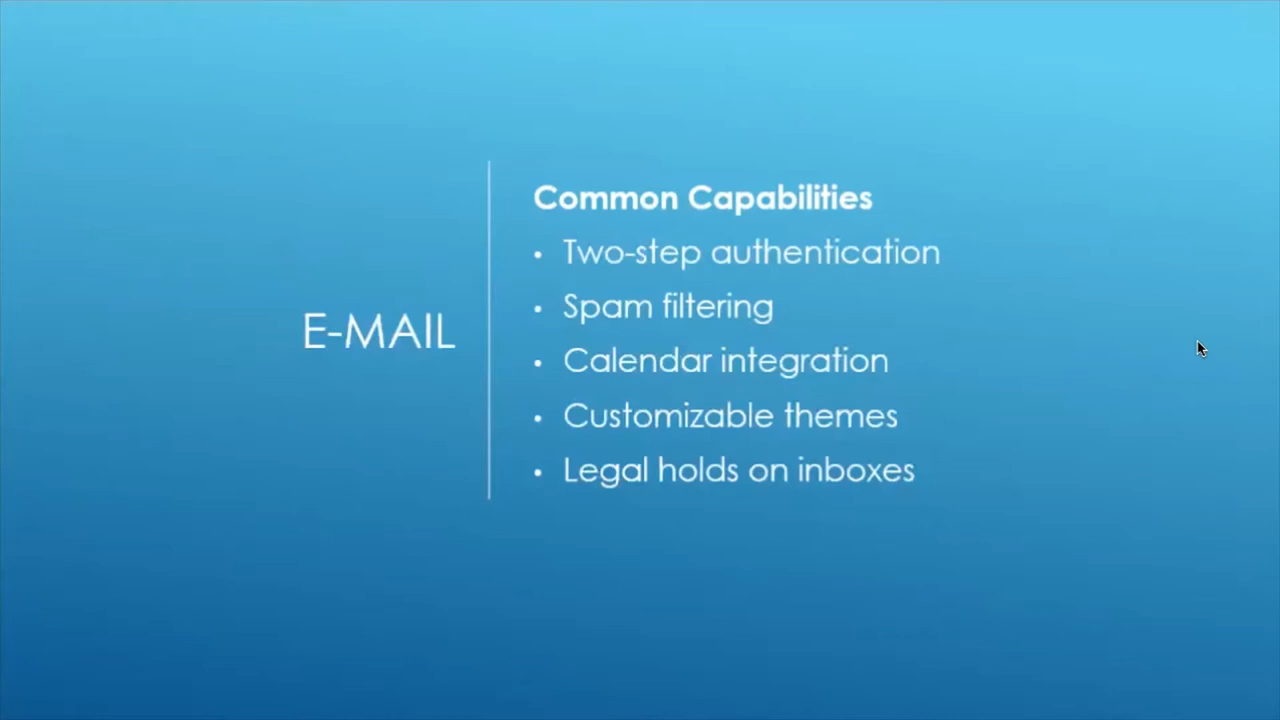 E-MAIL
Common Capabilities
• Two-step authentication
• Spam filtering
• Calendar integration
• Customizable themes
• Legal holds on inboxes